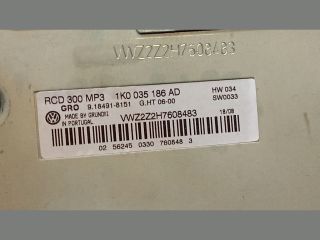 VWZ2Z2H7608483
RCD 300 MP3 1K0 035 186 AD
HW 034
GRO 9.18491-8151 G.HT 06-00
SW0033
MADE BY GRUNDIG
IN PORTUGAL
VWZ2Z2H7608483
18/08
02 56245 0330 760848 3